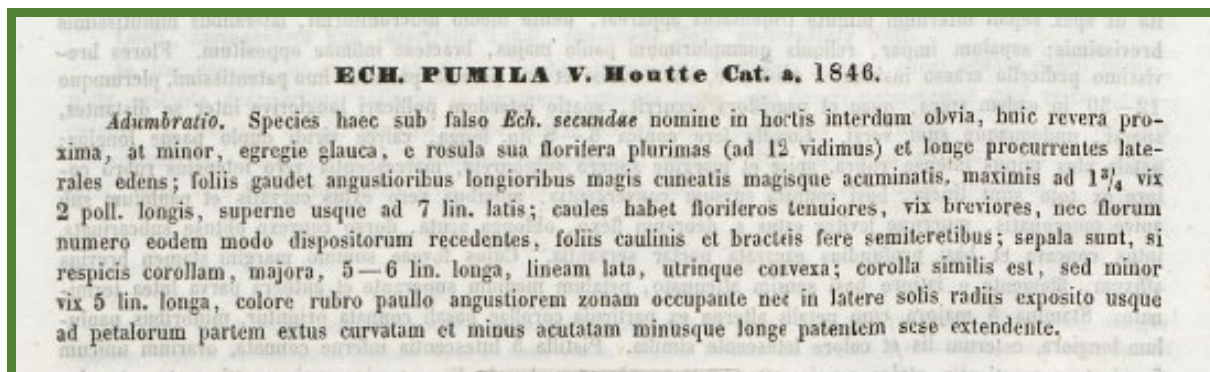 ECH. PUMILA V. Houtte Cat. a. 1846.
Adumbratio. Species haec sub falso Ech. secundae nomine in hortis interdum obvia, huic revera pro-
xima, at minor, egregie glauca, e rosula sua florifera plurimas (ad 12 vidimus) et longe procurrentes late-
rales edens; foliis gaudet angustioribus longioribus magis cuneatis magisque acuminatis, maximis ad 1³/₄ vix
2 poll. longis, superne usque ad 7 lin. latis; caules habet floriferos tenuiores, vix breviores, nec florum
numero eodem modo dispositorum recedentes, foliis caulinis et bracteis fere semiteretibus; sepala sunt, si
respicis corollam, majora, 5—6 lin. longa, lineam lata, utrinque convexa; corolla similis est, sed minor
vix 5 lin. longa, colore rubro paullo angustiorem zonam occupante nec in latere solis radiis exposito usque
ad petalorum partem extus curvatam et minus acutatam minusque longe patentem sese extendente.